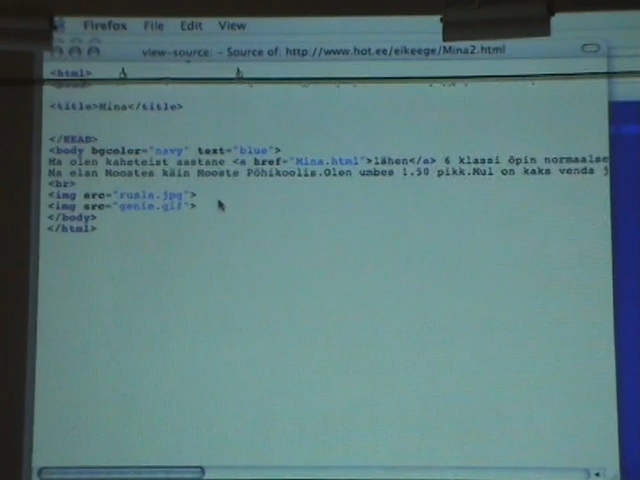 Firefox File Edit View
view-source: - Source of: http://www.hot.ee/eikeege/Mina2.html
<html>
<title>Mina</title>
</HEAD>
<body bgcolor="navy" text="blue">
Ma olen kaheteist aastane <a href="Mina.html">lähen</a> 6 klassi õpin normaalse
Ma elan Moostes käin Mooste Põhikoolis.Olen umbes 1.50 pikk.Mul on kaks venda j
<br>
<img src="rusla.jpg">
<img src="genie.gif">
</body>
</html>